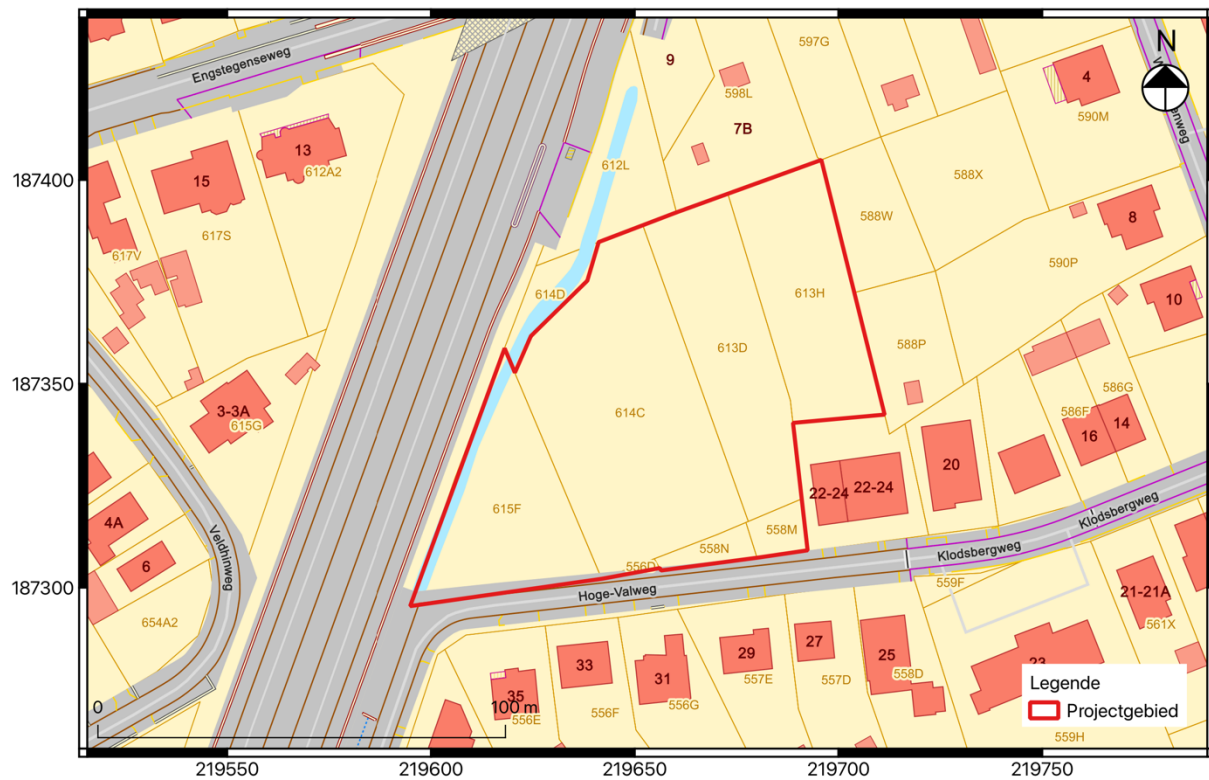 Engstegenseweg
9
597G
N
4
598L
590M
7B
13
612A2
612L
187400
15
588X
588W
8
617S
617V
590P
614D
613H
10
613D
588P
187350
3-3A
615G
614C
586G
586F
14
16
20
22-24
22-24
4A
Veldhinweg
615F
558M
Klodsbergweg
558N
Klodsbergweg
6
556D
187300
Hoge-Valweg
559F
21-21A
654A2
561X
27
25
29
33
31
557E
557D
558D
23
35
556E
556F
556G
Legende
Projectgebied
0
100 m
559H
219550
219600
219650
219700
219750